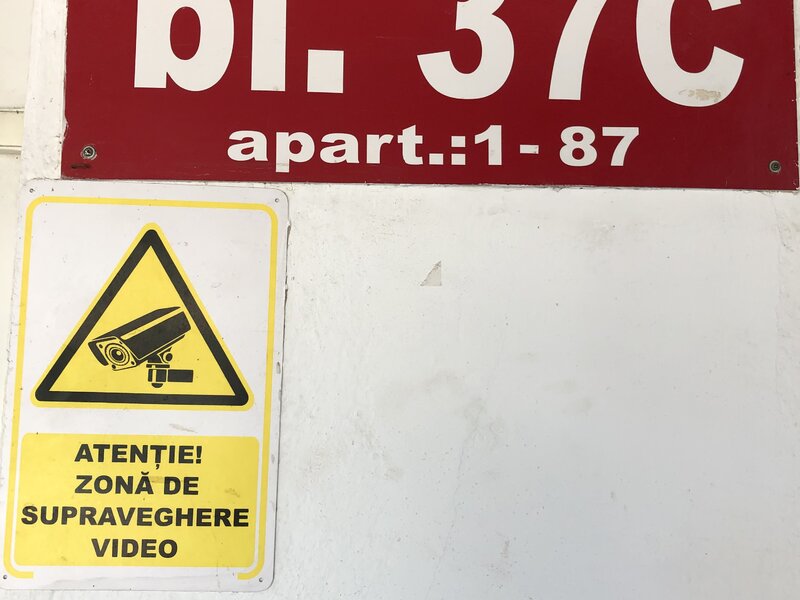 bl. 37C
apart.:1 - 87
ATENȚIE!
ZONĂ DE
SUPRAVEGHERE
VIDEO